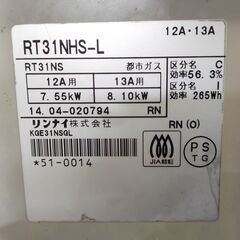 12A・13A
RT31NHS-L
RT31NS 都市ガス
区分名 C
効率56.3%
区分名 I
効率 265Wh
12A用 13A用
7.55kW 8.10kW
14.04-020794 RN
リンナイ株式会社
KGE31NSGL
RN (O)
*51-0014
JIA
PS
TG